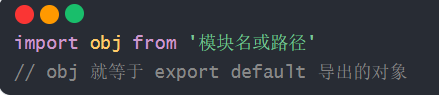 import obj from '模块名或路径'
// obj 就等于 export default 导出的对象